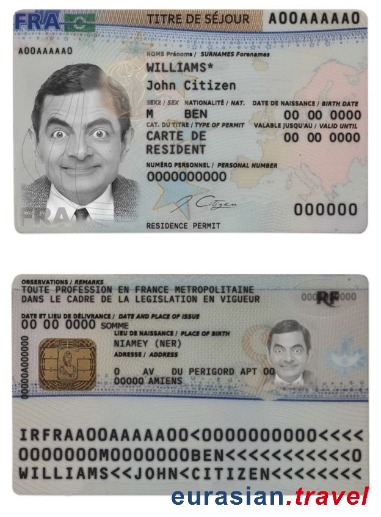 FRA
TITRE DE SÉJOUR A00AAAAA0
A00AAAAA0
NOMS Prénoms / SURNAMES Forenames
WILLIAMS*
John Citizen
SEXE / SEX NATIONALITÉ / NAT. DATE DE NAISSANCE / BIRTH DATE
M BEN 00 00 0000
CAT. DU TITRE / TYPE OF PERMIT VALABLE JUSQU'AU / VALID UNTIL
CARTE DE 00 00 0000
RESIDENT
NUMÉRO PERSONNEL / PERSONAL NUMBER
0000000000
J. Citizen
000000
FRA
RESIDENCE PERMIT
OBSERVATIONS / REMARKS
TOUTE PROFESSION EN FRANCE METROPOLITAINE
DANS LE CADRE DE LA LEGISLATION EN VIGUEUR
RF
DATE ET LIEU DE DÉLIVRANCE / DATE AND PLACE OF ISSUE
00 00 0000 SOMME
LIEU DE NAISSANCE / PLACE OF BIRTH
NIAMEY (NER)
ADRESSE / ADDRESS
0 AV DU PERIGORD APT 00
00000 AMIENS
00000A0000000
IRFRAA00AAAAA00<0000000000<<<<
0000000M0000000BEN<<<<<<<<<<<0
WILLIAMS<<JOHN<CITIZEN<<<<<<<<
eurasian.travel